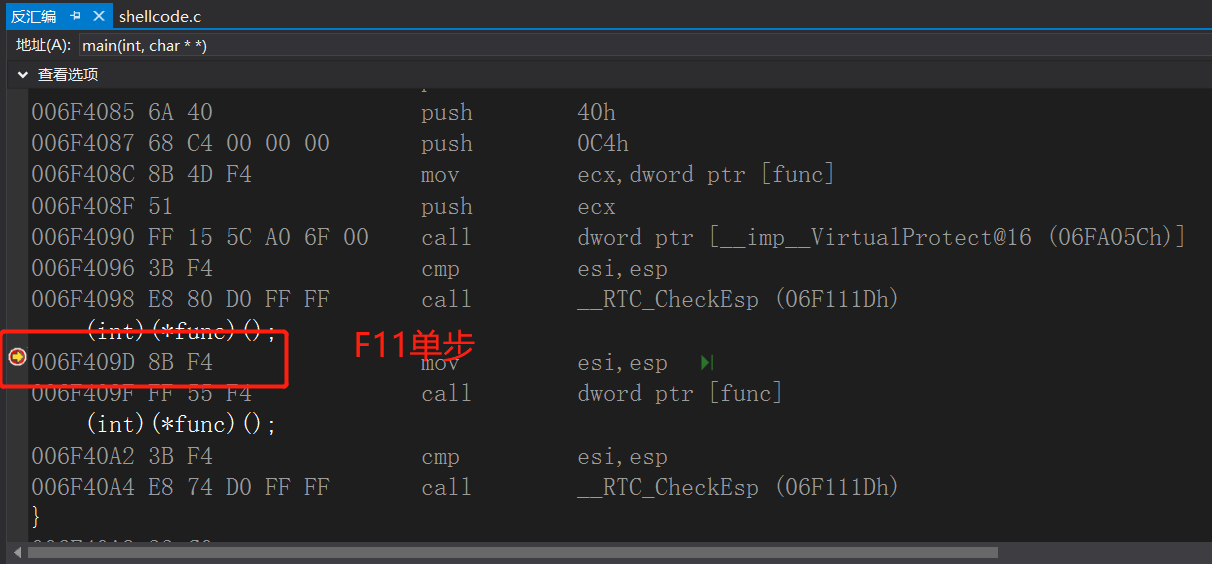 反汇编 shellcode.c
地址(A): main(int, char * *)
查看选项
006F4085 6A 40 push 40h
006F4087 68 C4 00 00 00 push 0C4h
006F408C 8B 4D F4 mov ecx,dword ptr [func]
006F408F 51 push ecx
006F4090 FF 15 5C A0 6F 00 call dword ptr [__imp__VirtualProtect@16 (06FA05Ch)]
006F4096 3B F4 cmp esi,esp
006F4098 E8 80 D0 FF FF call __RTC_CheckEsp (06F111Dh)
(int)(*func)();
F11单步
006F409D 8B F4 mov esi,esp
006F409F FF 55 F4 call dword ptr [func]
(int)(*func)();
006F40A2 3B F4 cmp esi,esp
006F40A4 E8 74 D0 FF FF call __RTC_CheckEsp (06F111Dh)
}